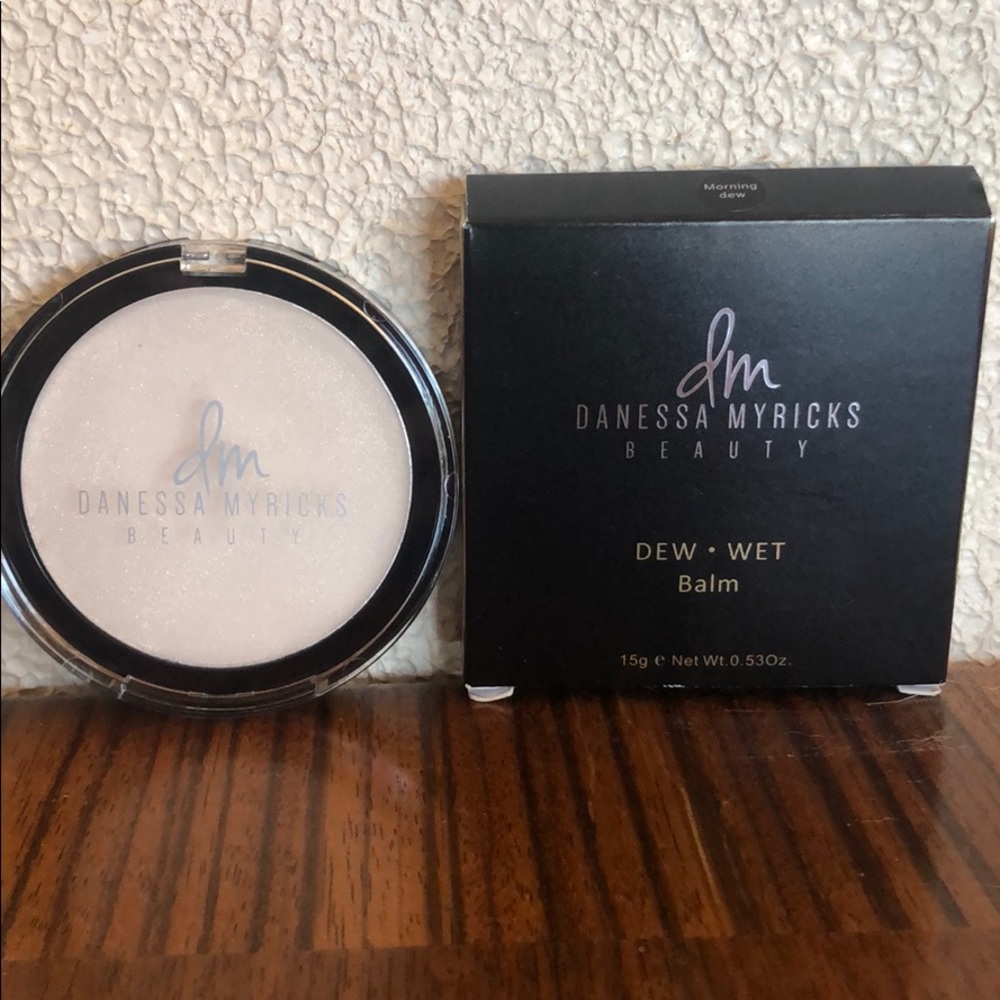 dm
DANESSA MYRICKS
BEAUTY
Morning
dew
dm
DANESSA MYRICKS
BEAUTY
DEW • WET
Balm
15g e Net Wt.0.53Oz.